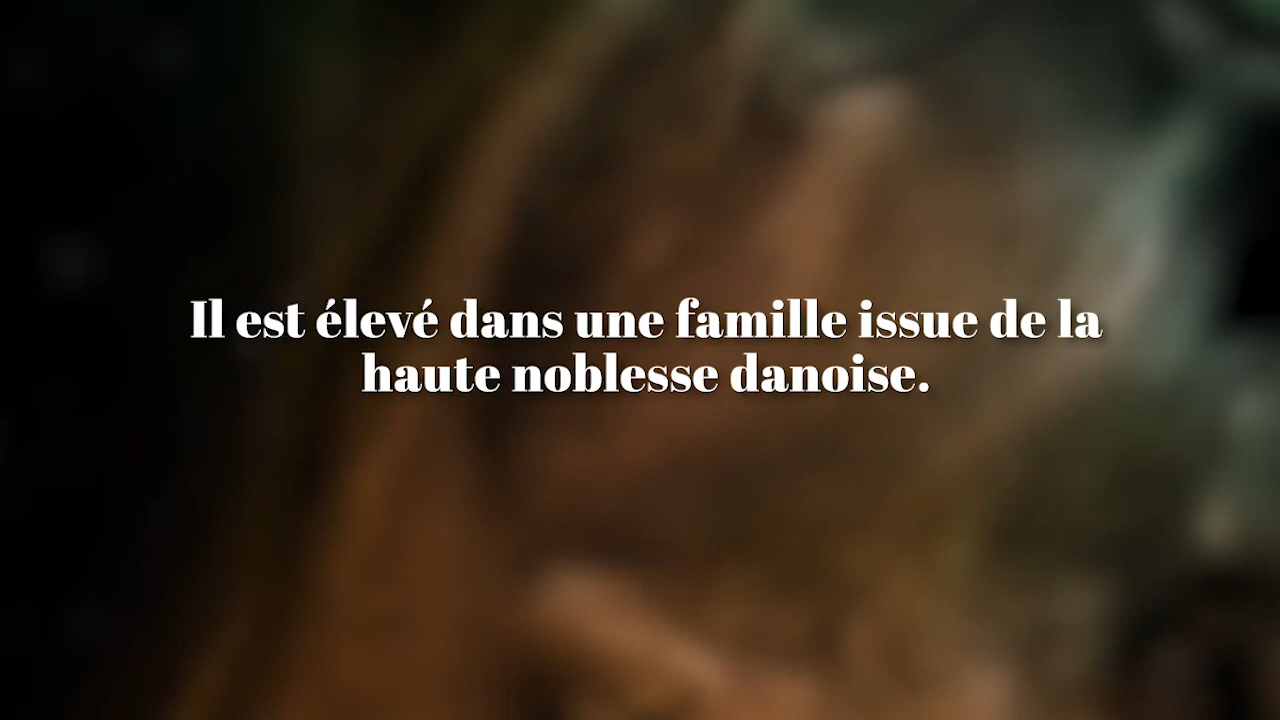 Il est élevé dans une famille issue de la
haute noblesse danoise.